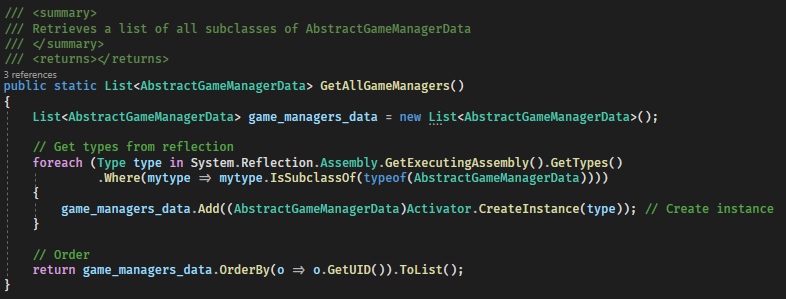 /// <summary>
/// Retrieves a list of all subclasses of AbstractGameManagerData
/// </summary>
/// <returns></returns>
3 references
public static List<AbstractGameManagerData> GetAllGameManagers()
{
    List<AbstractGameManagerData> game_managers_data = new List<AbstractGameManagerData>();

    // Get types from reflection
    foreach (Type type in System.Reflection.Assembly.GetExecutingAssembly().GetTypes()
             .Where(mytype => mytype.IsSubclassOf(typeof(AbstractGameManagerData))))
    {
        game_managers_data.Add((AbstractGameManagerData)Activator.CreateInstance(type)); // Create instance
    }

    // Order
    return game_managers_data.OrderBy(o => o.GetUID()).ToList();
}